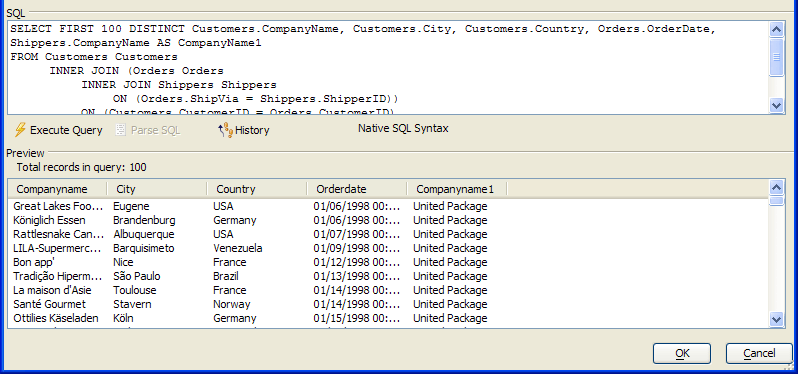 SQL
SELECT FIRST 100 DISTINCT Customers.CompanyName, Customers.City, Customers.Country, Orders.OrderDate,
Shippers.CompanyName AS CompanyName1
FROM Customers Customers
INNER JOIN (Orders Orders
INNER JOIN Shippers Shippers
ON (Orders.ShipVia = Shippers.ShipperID))
ON (Customers.CustomerID = Orders.CustomerID)
Execute Query Parse SQL History Native SQL Syntax
Preview
Total records in query: 100
Companyname City Country Orderdate Companyname1
Great Lakes Foo... Eugene USA 01/06/1998 00:... United Package
Königlich Essen Brandenburg Germany 01/06/1998 00:... United Package
Rattlesnake Can... Albuquerque USA 01/07/1998 00:... United Package
LILA-Supermerc... Barquisimeto Venezuela 01/09/1998 00:... United Package
Bon app' Nice France 01/12/1998 00:... United Package
Tradição Hiperm... São Paulo Brazil 01/13/1998 00:... United Package
La maison d'Asie Toulouse France 01/14/1998 00:... United Package
Santé Gourmet Stavern Norway 01/14/1998 00:... United Package
Ottilies Käseladen Köln Germany 01/15/1998 00:... United Package
OK Cancel